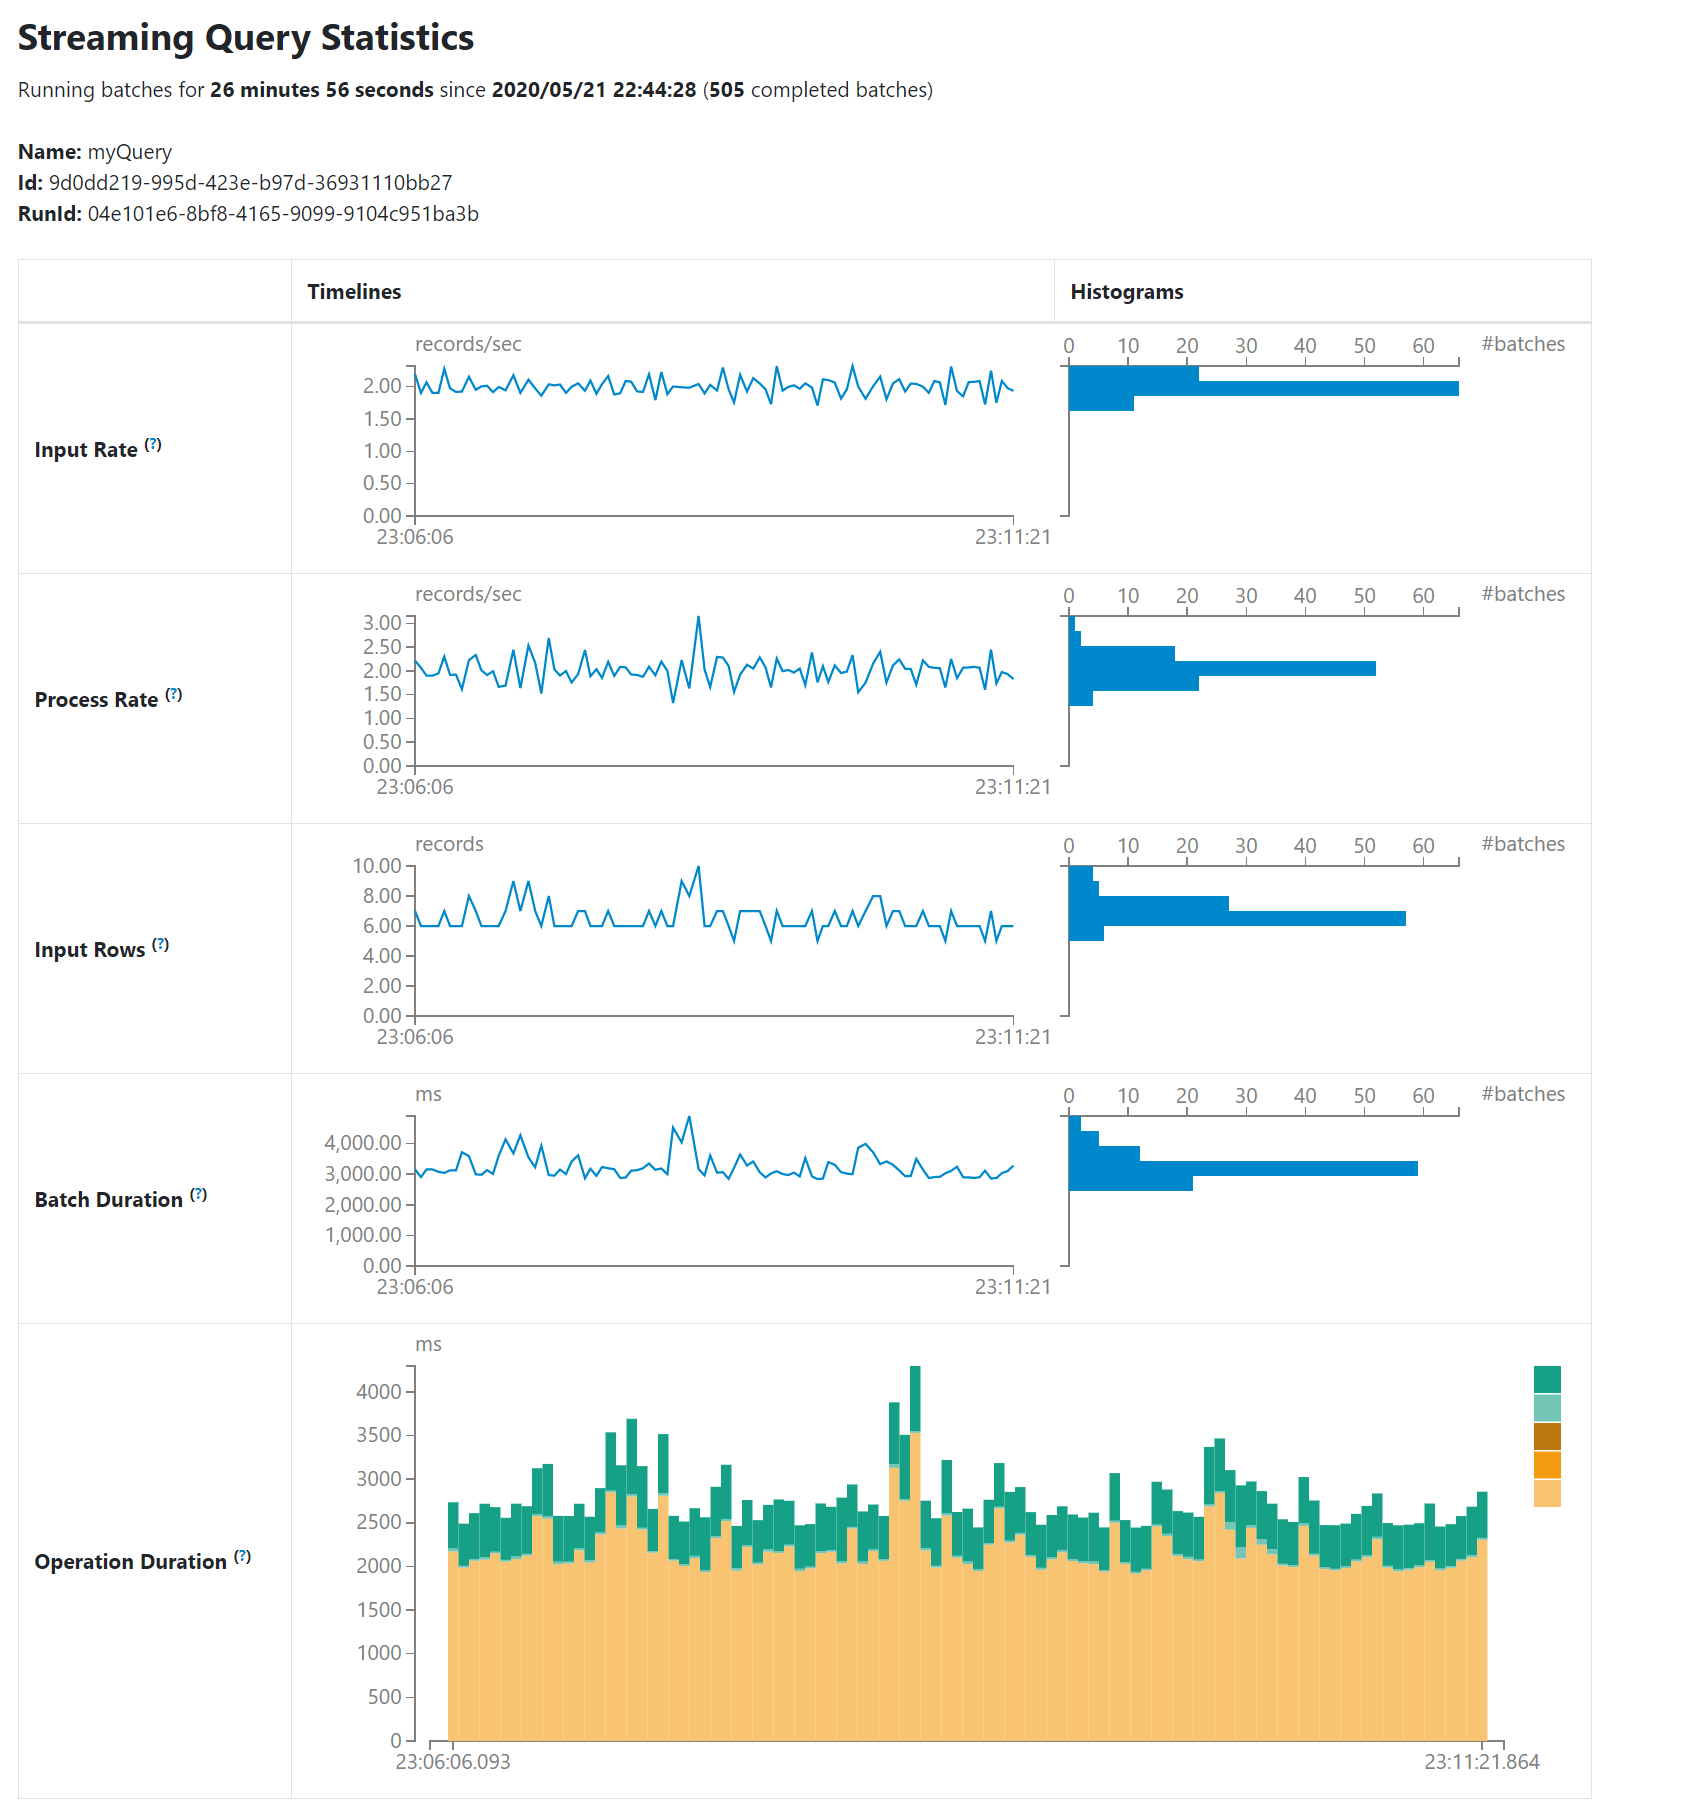 Streaming Query Statistics
Running batches for 26 minutes 56 seconds since 2020/05/21 22:44:28 (505 completed batches)
Name: myQuery
Id: 9d0dd219-995d-423e-b97d-36931110bb27
RunId: 04e101e6-8bf8-4165-9099-9104c951ba3b
Timelines Histograms
Input Rate (?)
records/sec
2.00
1.50
1.00
0.50
0.00
23:06:06 23:11:21
0 10 20 30 40 50 60 #batches
Process Rate (?)
records/sec
3.00
2.50
2.00
1.50
1.00
0.50
0.00
23:06:06 23:11:21
0 10 20 30 40 50 60 #batches
Input Rows (?)
records
10.00
8.00
6.00
4.00
2.00
0.00
23:06:06 23:11:21
0 10 20 30 40 50 60 #batches
Batch Duration (?)
ms
4,000.00
3,000.00
2,000.00
1,000.00
0.00
23:06:06 23:11:21
0 10 20 30 40 50 60 #batches
Operation Duration (?)
ms
4000
3500
3000
2500
2000
1500
1000
500
0
23:06:06.093 23:11:21.864